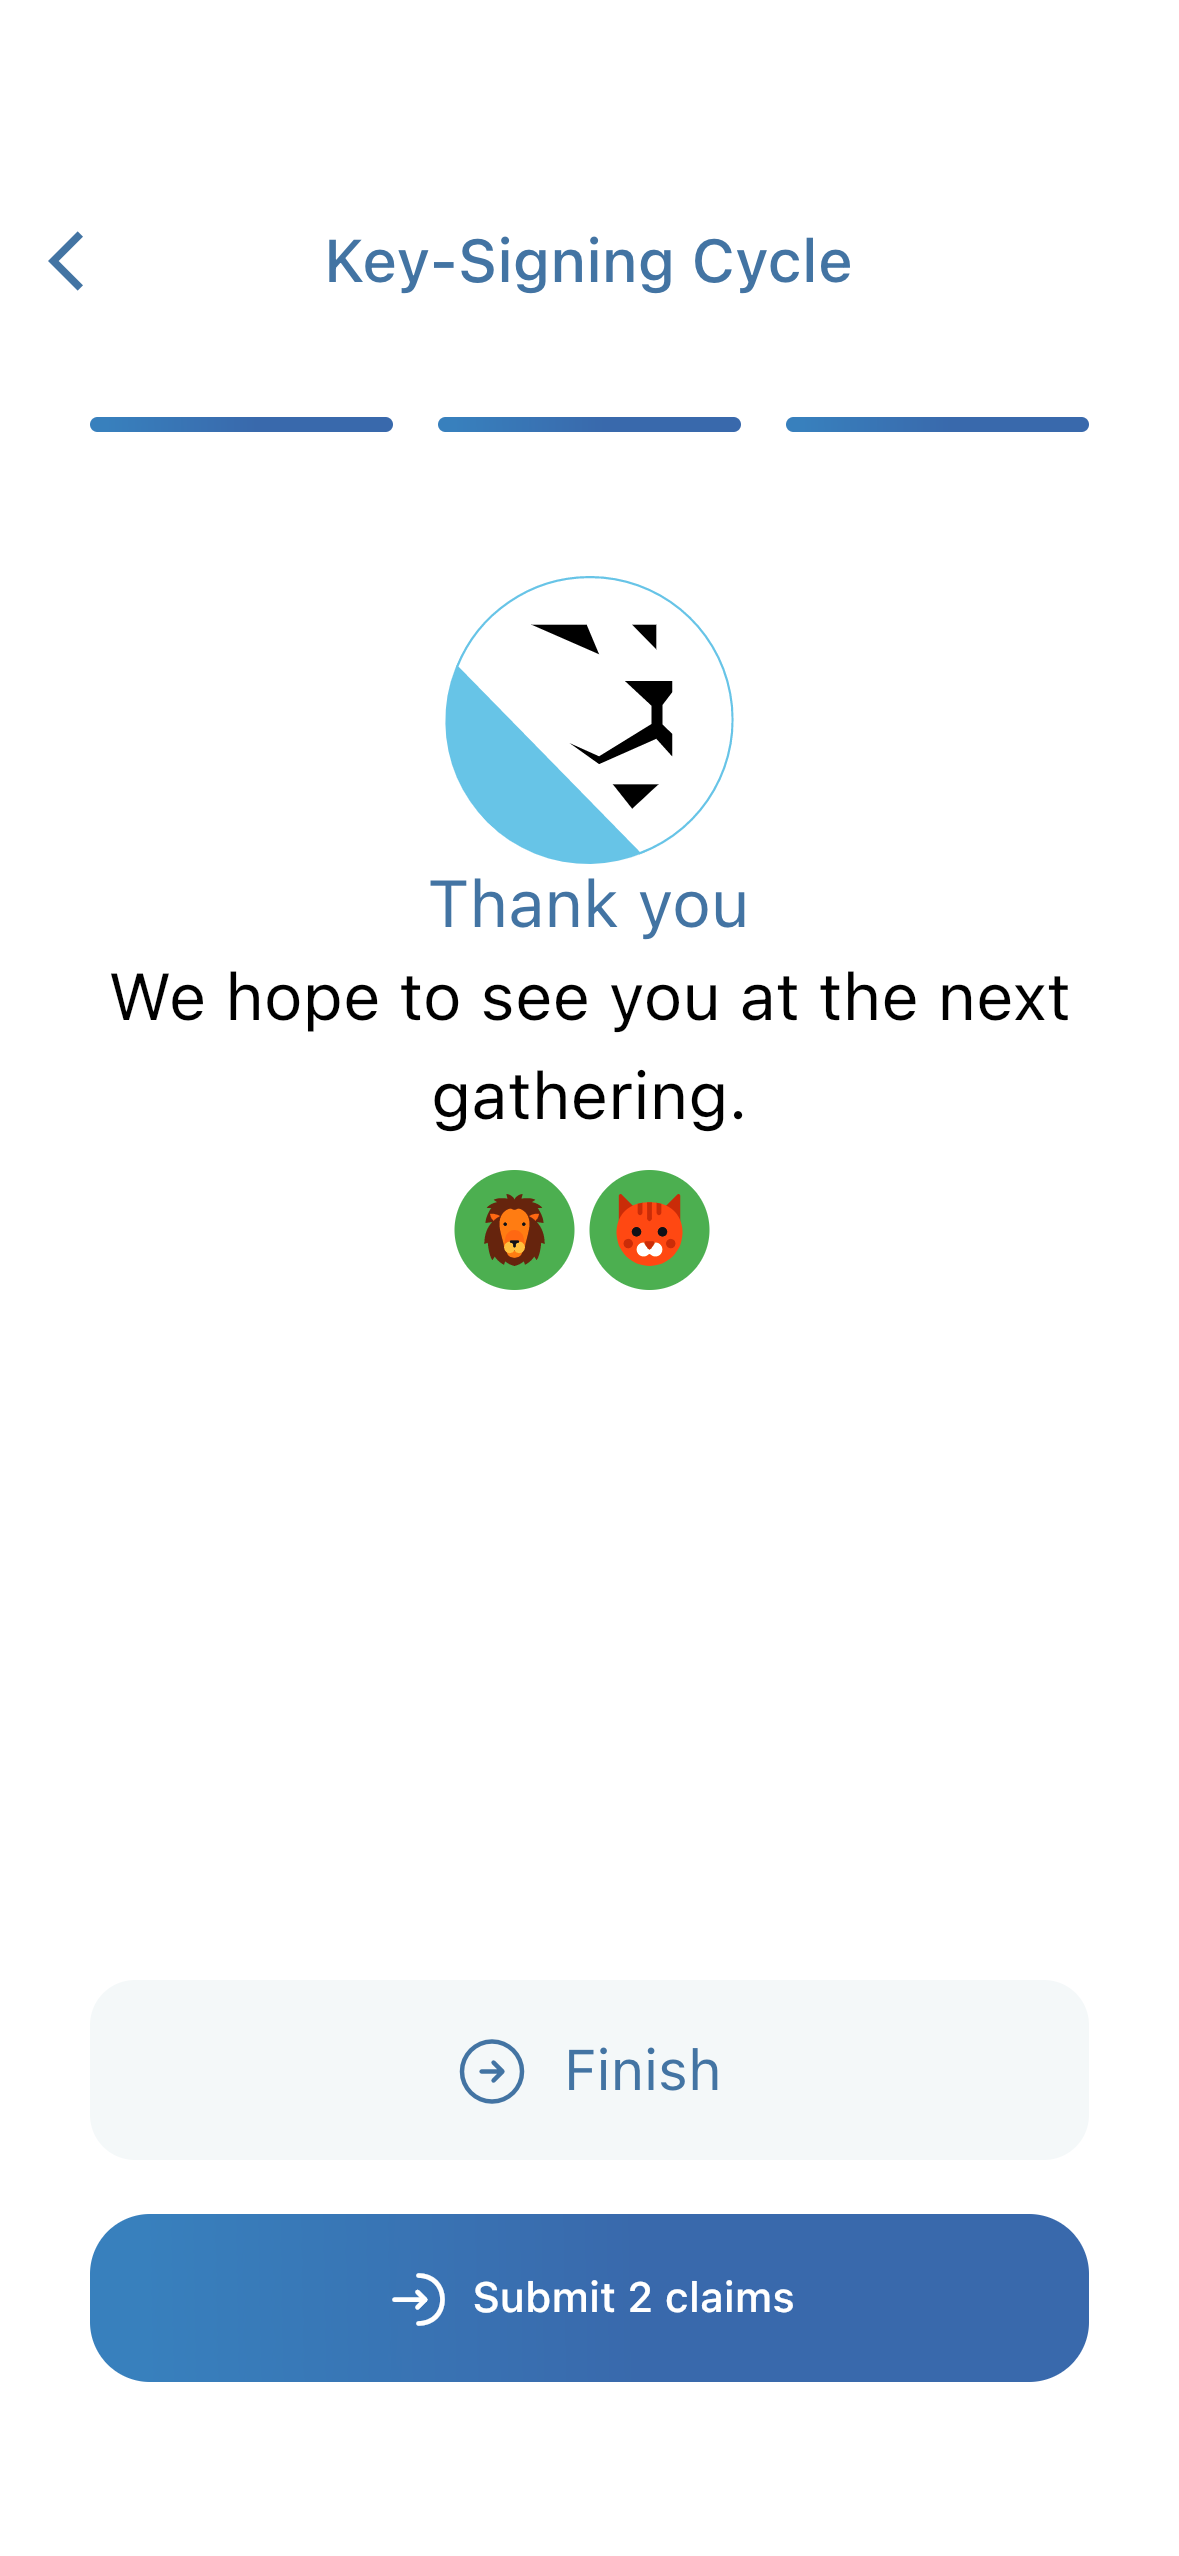 Key-Signing Cycle
Thank you
We hope to see you at the next
gathering.
Finish
Submit 2 claims